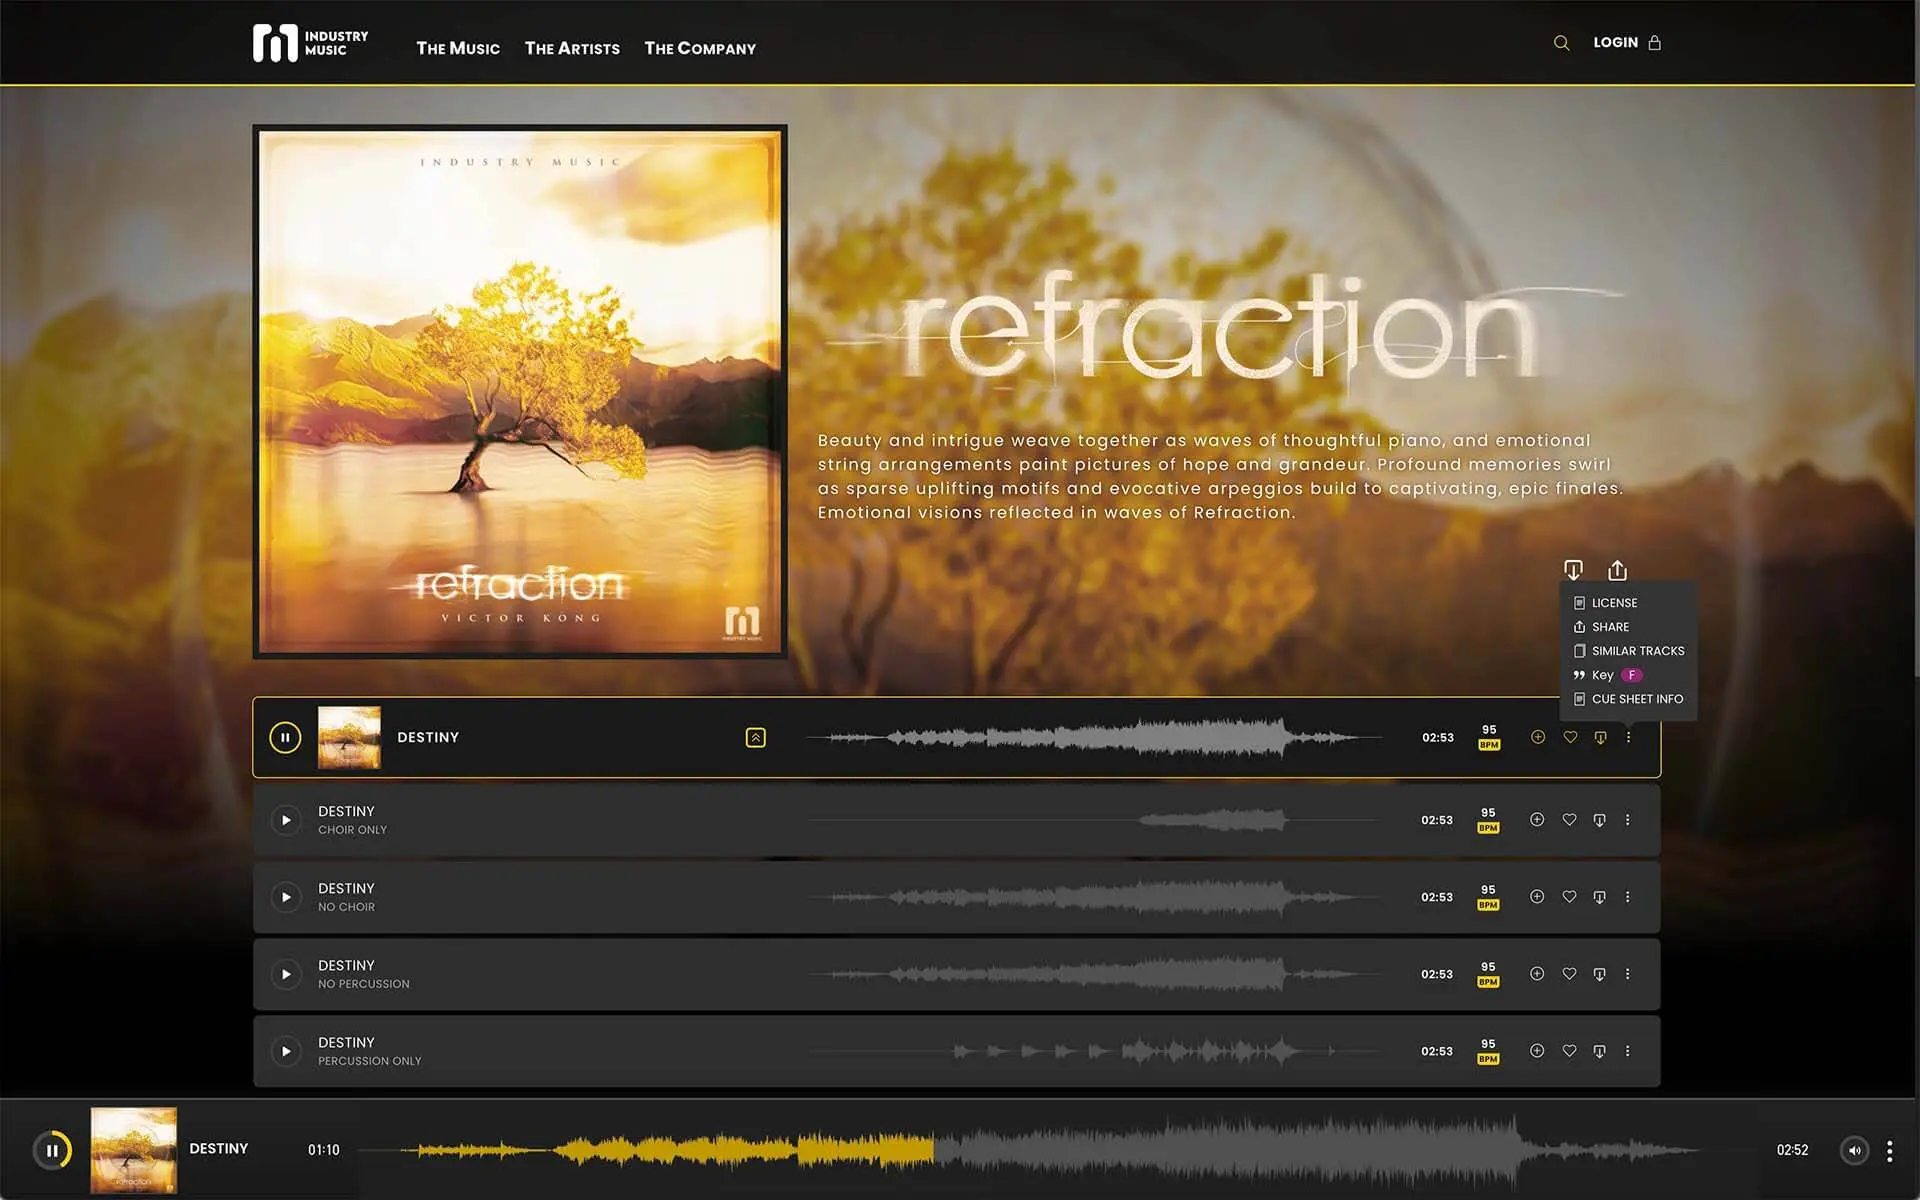 INDUSTRY
MUSIC
THE MUSIC
THE ARTISTS
THE COMPANY
LOGIN
INDUSTRY MUSIC
refraction
VICTOR KONG
INDUSTRY MUSIC
refraction
Beauty and intrigue weave together as waves of thoughtful piano, and emotional
string arrangements paint pictures of hope and grandeur. Profound memories swirl
as sparse uplifting motifs and evocative arpeggios build to captivating, epic finales.
Emotional visions reflected in waves of Refraction.
LICENSE
SHARE
SIMILAR TRACKS
Key F
CUE SHEET INFO
DESTINY
02:53
95
BPM
DESTINY
CHOIR ONLY
02:53
95
BPM
DESTINY
NO CHOIR
02:53
95
BPM
DESTINY
NO PERCUSSION
02:53
95
BPM
DESTINY
PERCUSSION ONLY
02:53
95
BPM
refraction
DESTINY
01:10
02:52